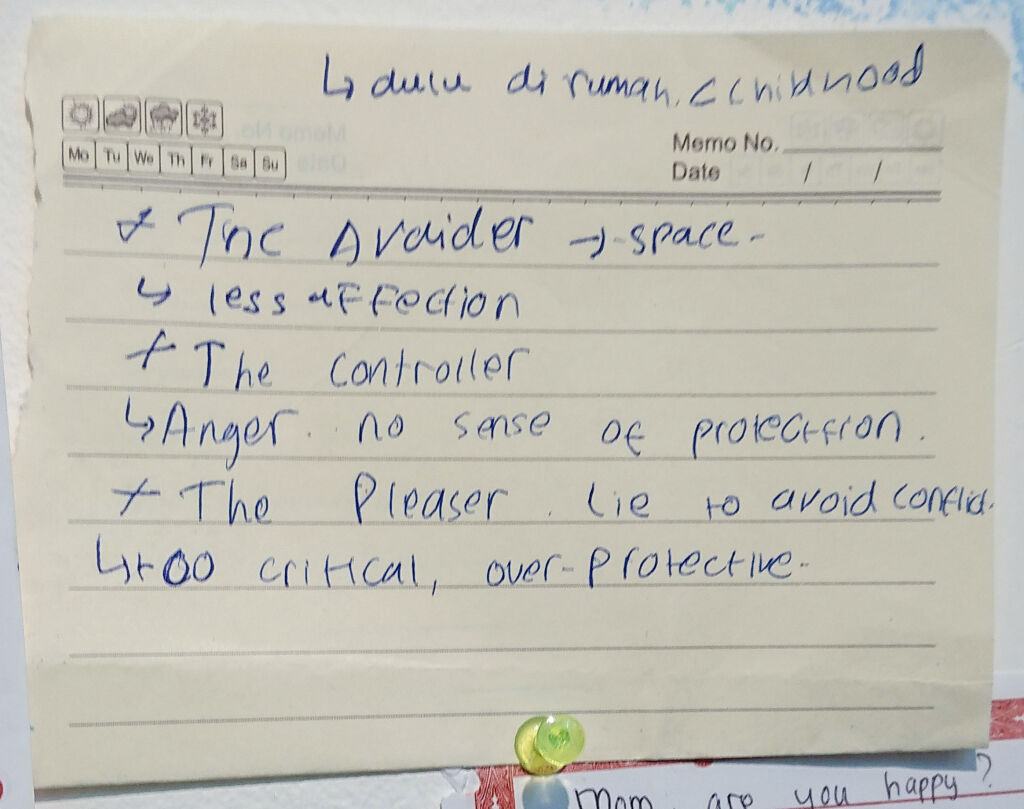 ↳ dulu di rumah. (childhood
Memo No.
Mo Tu We Th Fr Sa Su
Date / /
+ The Avoider → space -
↳ less affection
+ The controller
↳ Anger. no sense of protection.
+ The Pleaser. lie to avoid conflict.
↳ too critical, over-protective.
Mom are you happy?